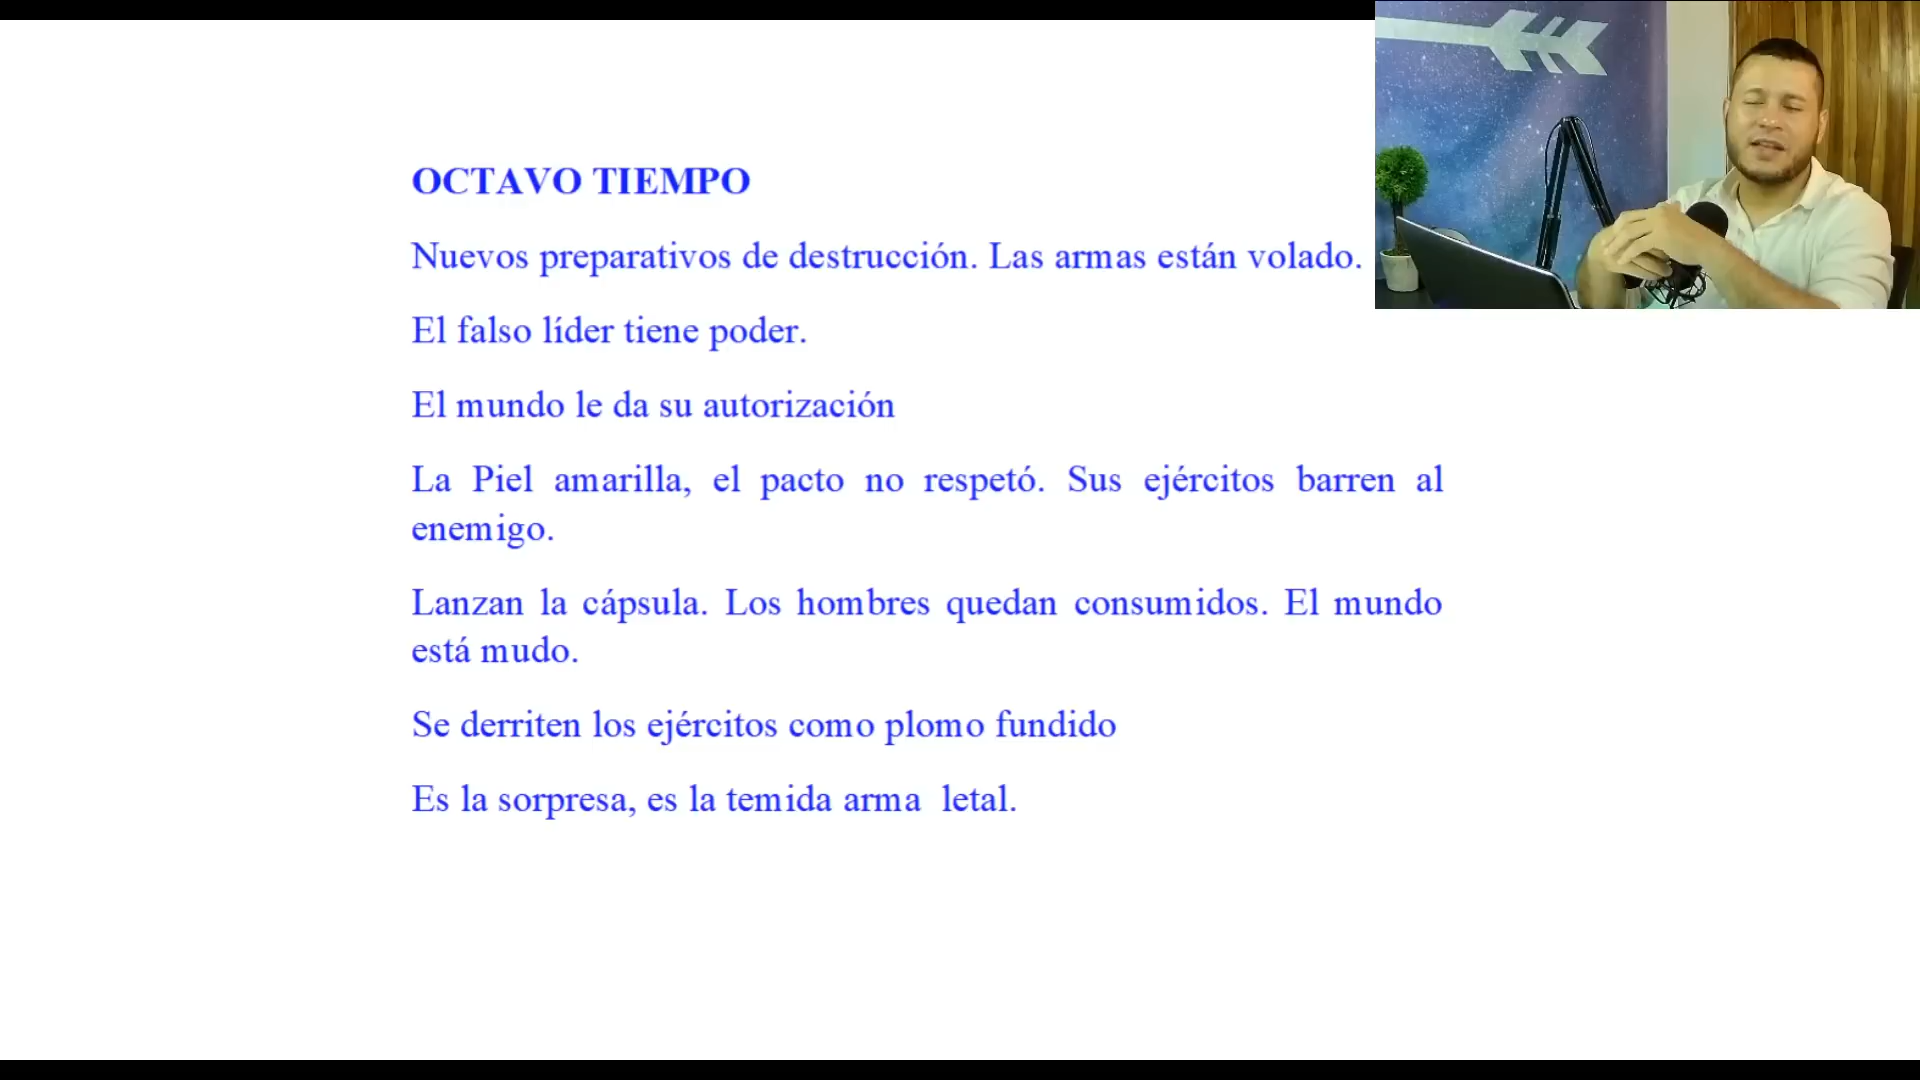 OCTAVO TIEMPO
Nuevos preparativos de destrucción. Las armas están volado.
El falso líder tiene poder.
El mundo le da su autorización
La Piel amarilla, el pacto no respetó. Sus ejércitos barren al
enemigo.
Lanzan la cápsula. Los hombres quedan consumidos. El mundo
está mudo.
Se derriten los ejércitos como plomo fundido
Es la sorpresa, es la temida arma letal.